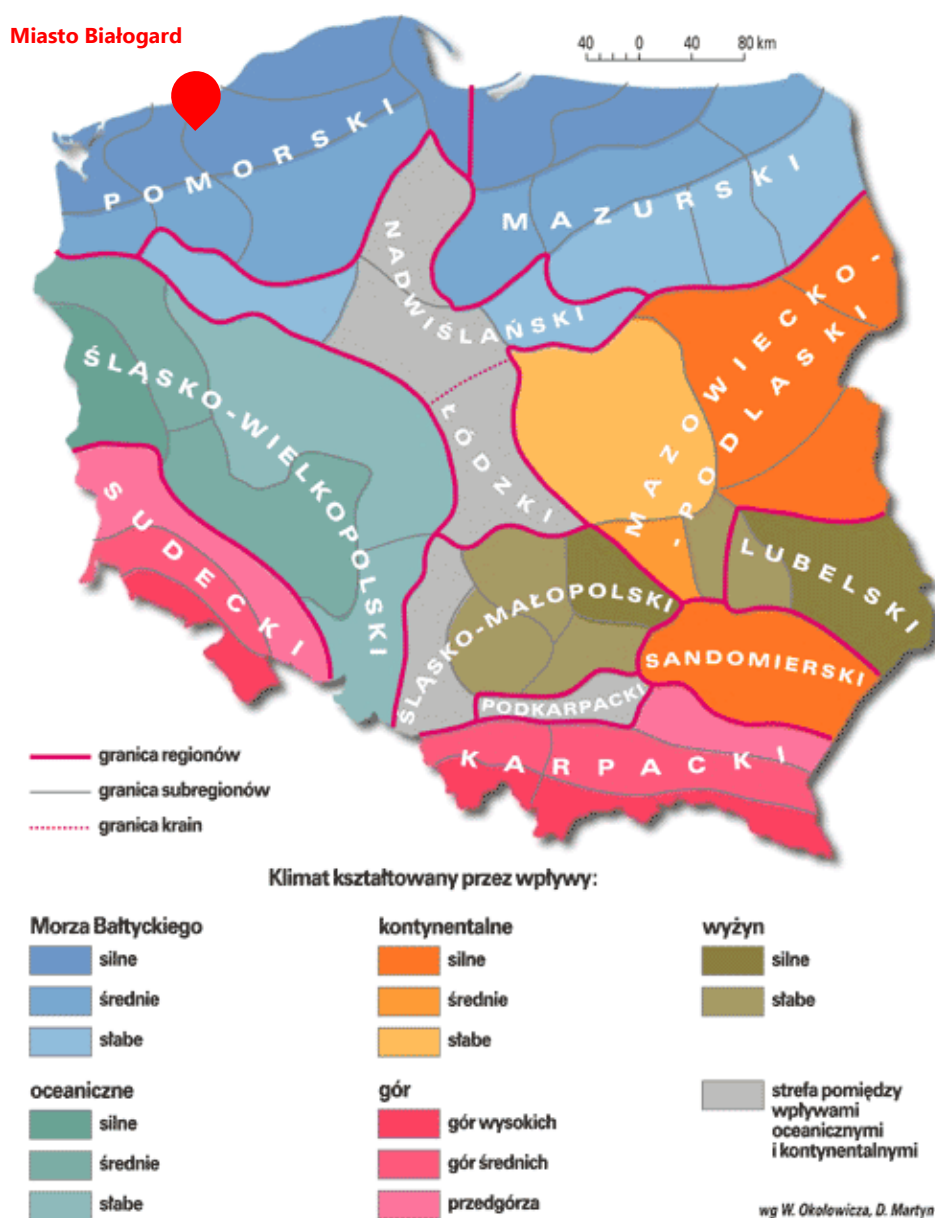 Miasto Białogard
40 0 40 80 km
POMORSKI
MAZURSKI
NADWIŚLAŃSKI
MAZOWIECKO-
-PODLASKI
ŚLĄSKO-WIELKOPOLSKI
ŁÓDZKI
SUDECKI
LUBELSKI
ŚLĄSKO-MAŁOPOLSKI
SANDOMIERSKI
PODKARPACKI
KARPACKI
granica regionów
granica subregionów
granica krain
Klimat kształtowany przez wpływy:
Morza Bałtyckiego
silne
średnie
słabe
kontynentalne
silne
średnie
słabe
wyżyn
silne
słabe
oceaniczne
silne
średnie
słabe
gór
gór wysokich
gór średnich
przedgórza
strefa pomiędzy
wpływami
oceanicznymi
i kontynentalnymi
wg W. Okołowicza, D. Martyn